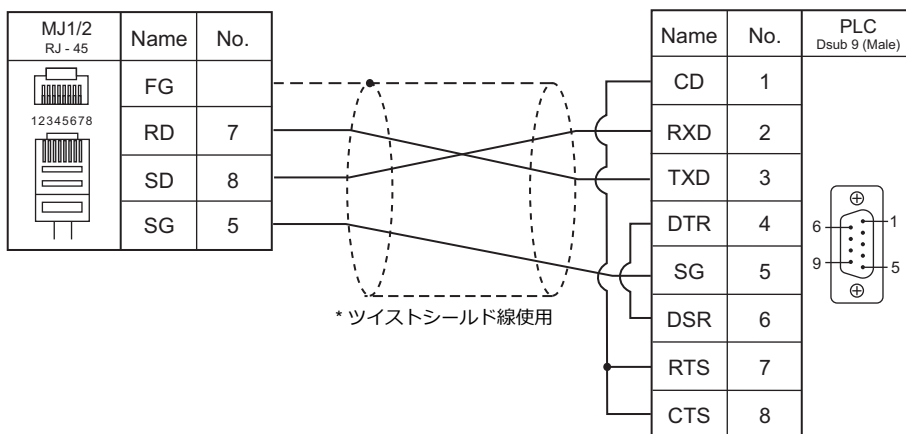 MJ1/2
RJ - 45
Name No.
FG
RD 7
SD 8
SG 5
12345678
* ツイストシールド線使用
Name No. PLC
Dsub 9 (Male)
CD 1
RXD 2
TXD 3
DTR 4
SG 5
DSR 6
RTS 7
CTS 8
6 1
9 5